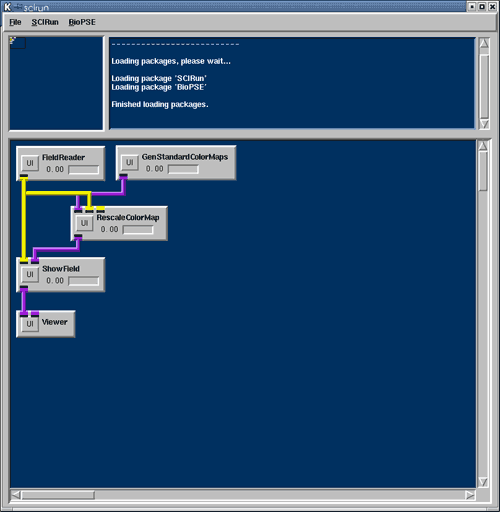 scirun
File SCIRun BioPSE
---------------------------
Loading packages, please wait...
Loading package 'SCIRun'
Loading package 'BioPSE'
Finished loading packages.
UI FieldReader
0.00
UI GenStandardColorMaps
0.00
UI RescaleColorMap
0.00
UI ShowField
0.00
UI Viewer